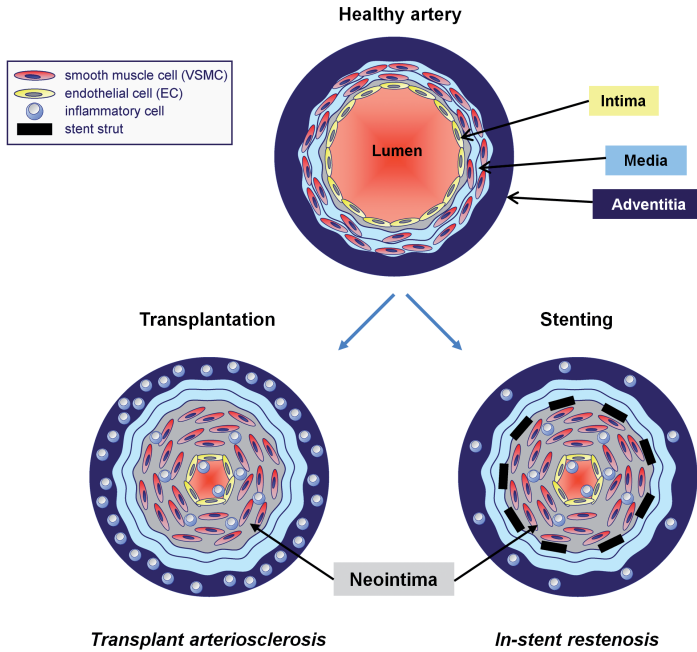 Healthy artery
smooth muscle cell (VSMC)
endothelial cell (EC)
inflammatory cell
stent strut
Intima
Lumen
Media
Adventitia
Transplantation
Stenting
Neointima
Transplant arteriosclerosis
In-stent restenosis